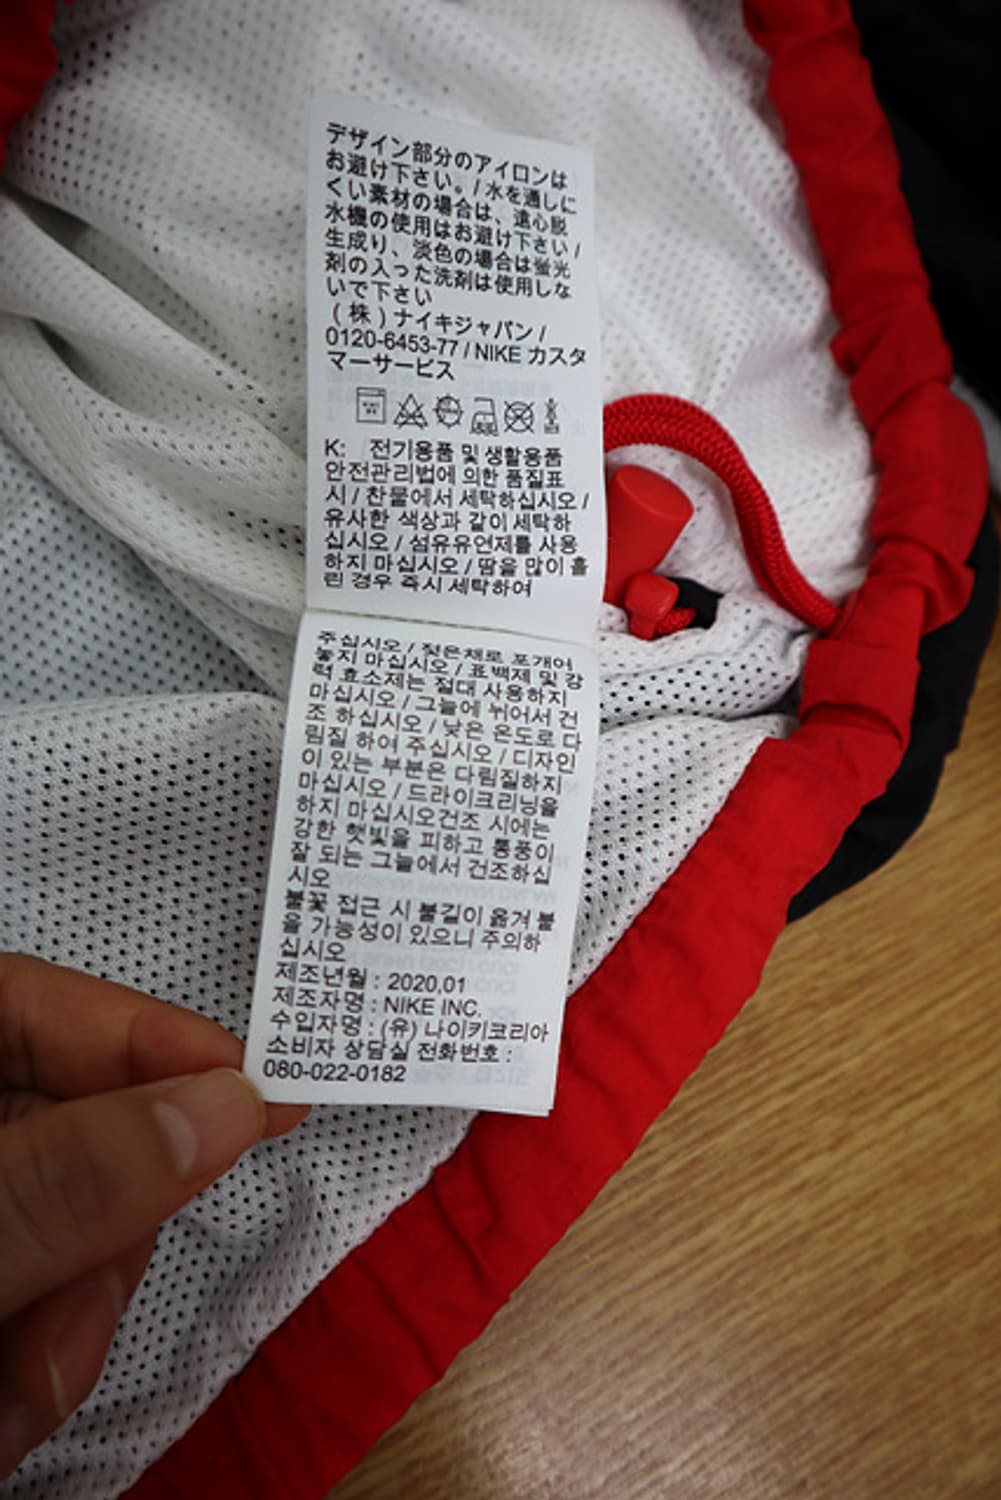 デザイン部分のアイロンは
お避け下さい。/ 水を通しに
くい素材の場合は、遠心脱
水機の使用はお避け下さい /
生成り、淡色の場合は蛍光
剤の入った洗剤は使用しな
いで下さい
(株) ナイキジャパン /
0120-6453-77 / NIKE カスタ
マーサービス
K: 전기용품 및 생활용품
안전관리법에 의한 품질표
시 / 찬물에서 세탁하십시오 /
유사한 색상과 같이 세탁하
십시오 / 섬유유연제를 사용
하지 마십시오 / 땀을 많이 흘
린 경우 즉시 세탁하여
주십시오 / 젖은채로 포개어
놓지 마십시오 / 표백제 및 강
력 효소제는 절대 사용하지
마십시오 / 그늘에 뉘어서 건
조 하십시오 / 낮은 온도로 다
림질 하여 주십시오 / 디자인
이 있는 부분은 다림질하지
마십시오 / 드라이크리닝을
하지 마십시오건조 시에는
강한 햇빛을 피하고 통풍이
잘 되는 그늘에서 건조하십
시오
불꽃 접근 시 불길이 옮겨 붙
을 가능성이 있으니 주의하
십시오
제조년월 : 2020.01
제조자명 : NIKE INC.
수입자명 : (유) 나이키코리아
소비자 상담실 전화번호 :
080-022-0182